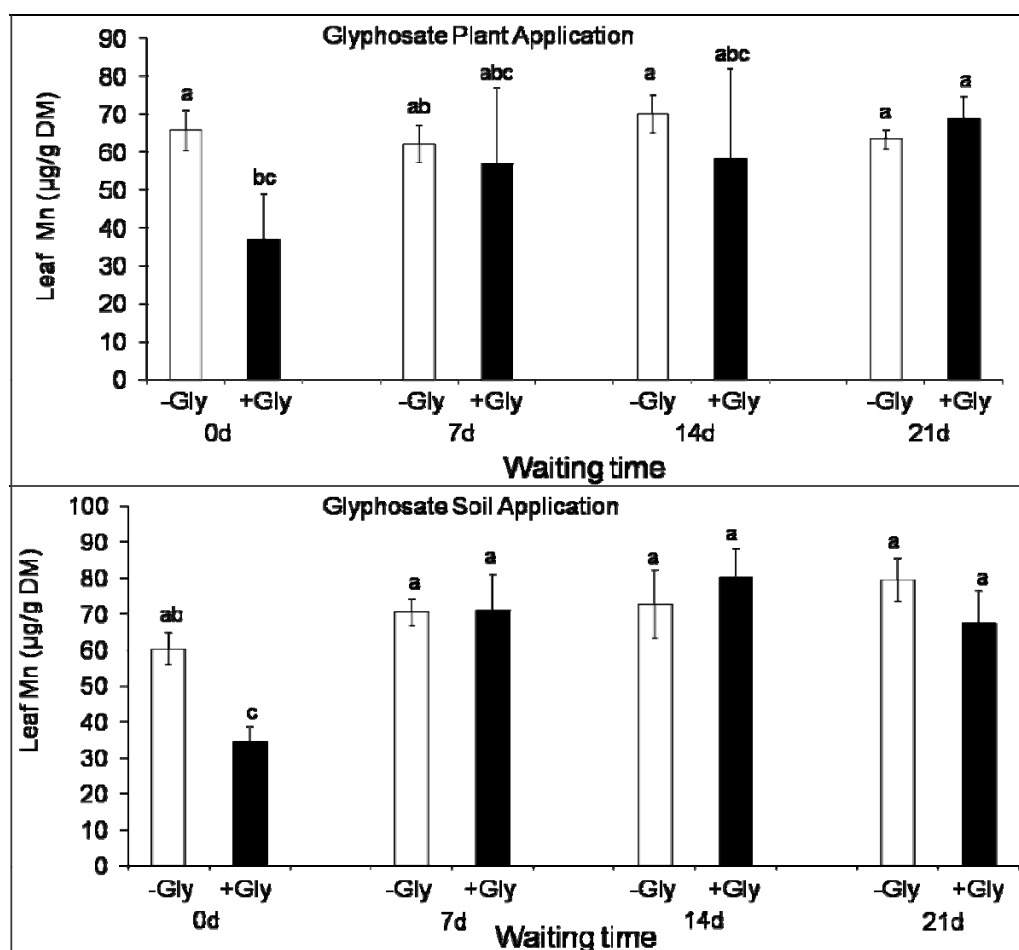 Glyphosate Plant Application
Leaf Mn (µg/g DM)
90
80
70
60
50
40
30
20
10
0
a
bc
ab
abc
a
abc
a
a
–Gly +Gly –Gly +Gly –Gly +Gly –Gly +Gly
0d 7d 14d 21d
Waiting time
Glyphosate Soil Application
Leaf Mn (µg/g DM)
100
90
80
70
60
50
40
30
20
10
0
ab
c
a
a
a
a
a
a
–Gly +Gly –Gly +Gly –Gly +Gly –Gly +Gly
0d 7d 14d 21d
Waiting time